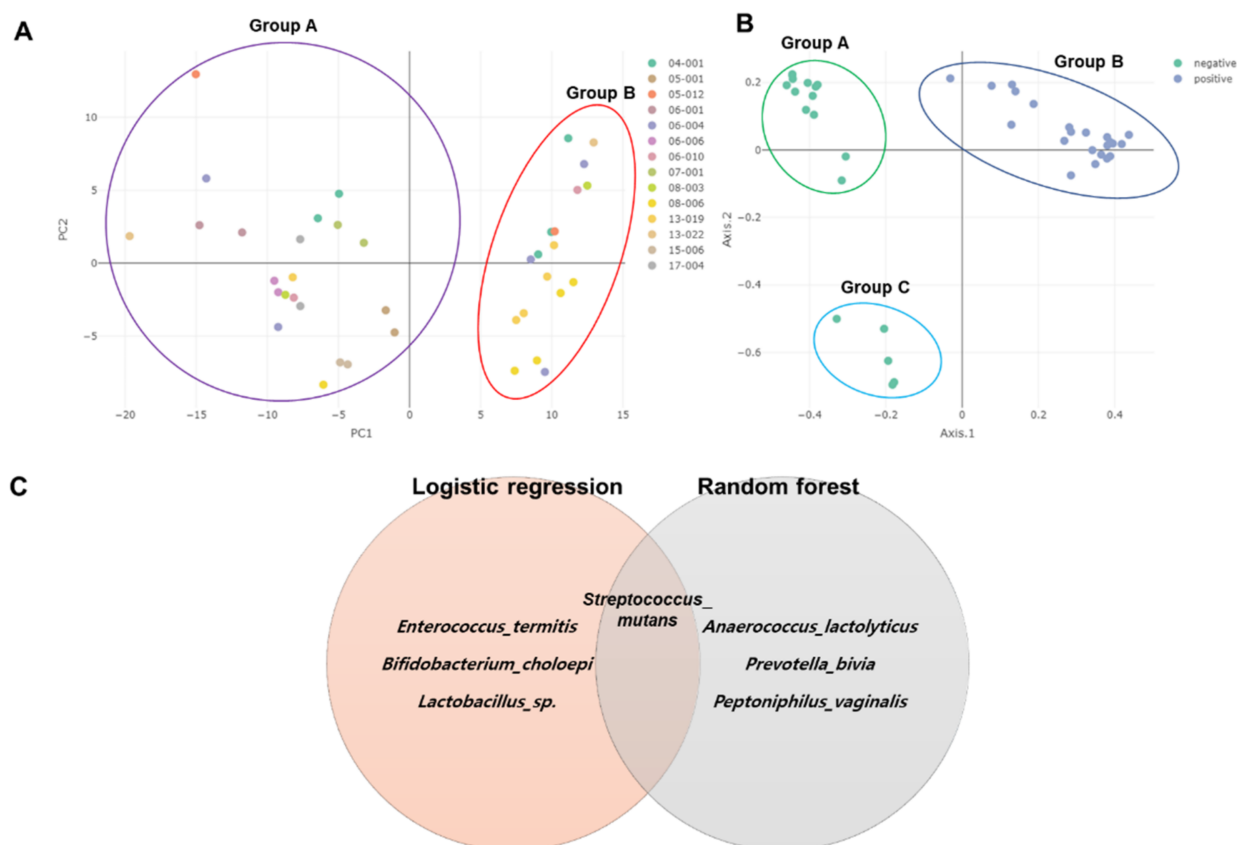 A
Group A
Group B
10
5
0
−5
PC2
−20
−15
−10
−5
0
5
10
15
PC1
04-001
05-001
05-012
06-001
06-004
06-006
06-010
07-001
08-003
08-006
13-019
13-022
15-006
17-004
B
Group A
Group B
Group C
0.2
0
−0.2
−0.4
−0.6
Axis.2
−0.4
−0.2
0
0.2
0.4
Axis.1
negative
positive
C
Logistic regression
Random forest
Streptococcus_
mutans
Enterococcus_termitis
Bifidobacterium_choloepi
Lactobacillus_sp.
Anaerococcus_lactolyticus
Prevotella_bivia
Peptoniphilus_vaginalis